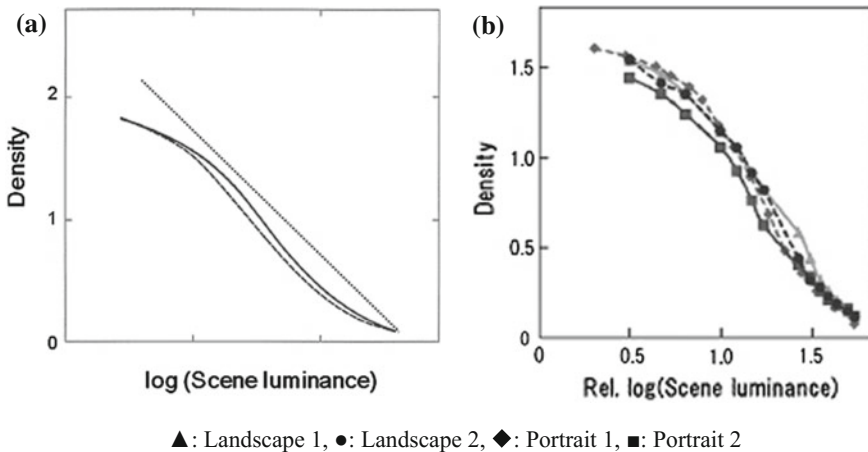 (a)
2
1
0
Density
log (Scene luminance)
(b)
1.5
1.0
0.5
0
Density
0 0.5 1.0 1.5
Rel. log(Scene luminance)
▲: Landscape 1, ●: Landscape 2, ◆: Portrait 1, ■: Portrait 2